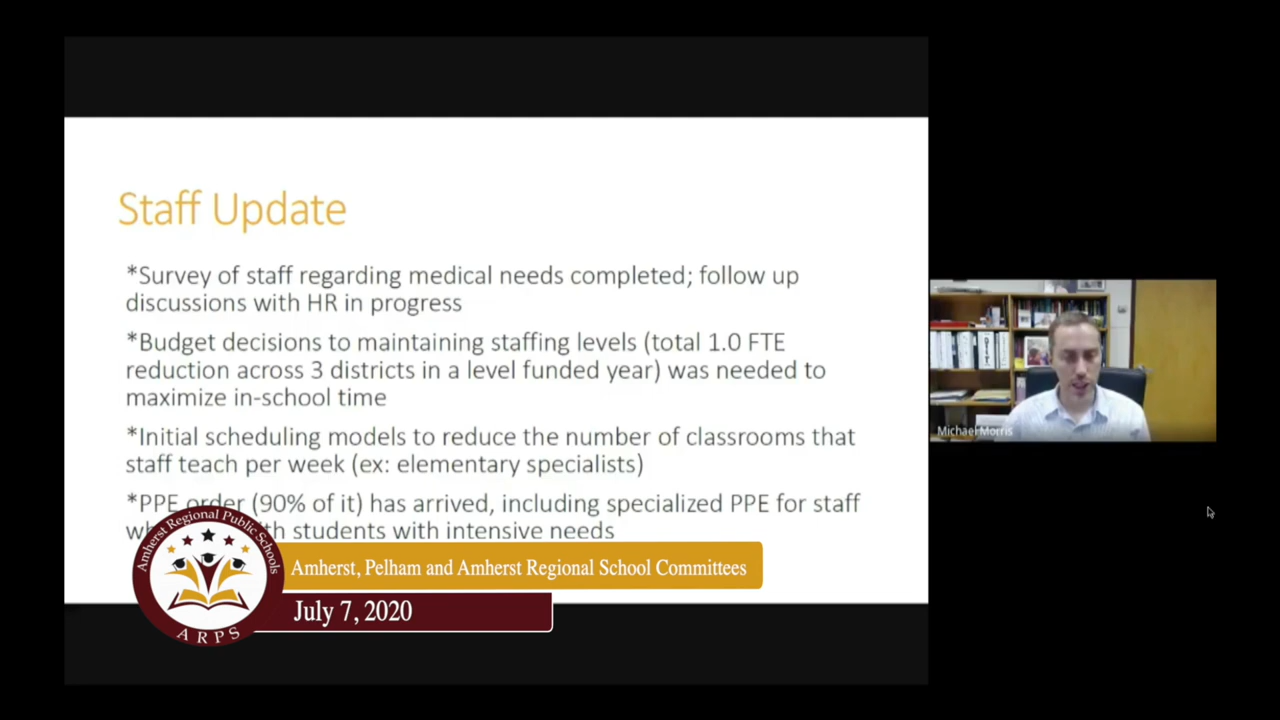 Staff Update
*Survey of staff regarding medical needs completed; follow up
discussions with HR in progress
*Budget decisions to maintaining staffing levels (total 1.0 FTE
reduction across 3 districts in a level funded year) was needed to
maximize in-school time
*Initial scheduling models to reduce the number of classrooms that
staff teach per week (ex: elementary specialists)
*PPE order (90% of it) has arrived, including specialized PPE for staff
students with intensive needs
Michael Morris
Amherst Regional Public Schools
ARPS
Amherst, Pelham and Amherst Regional School Committees
July 7, 2020